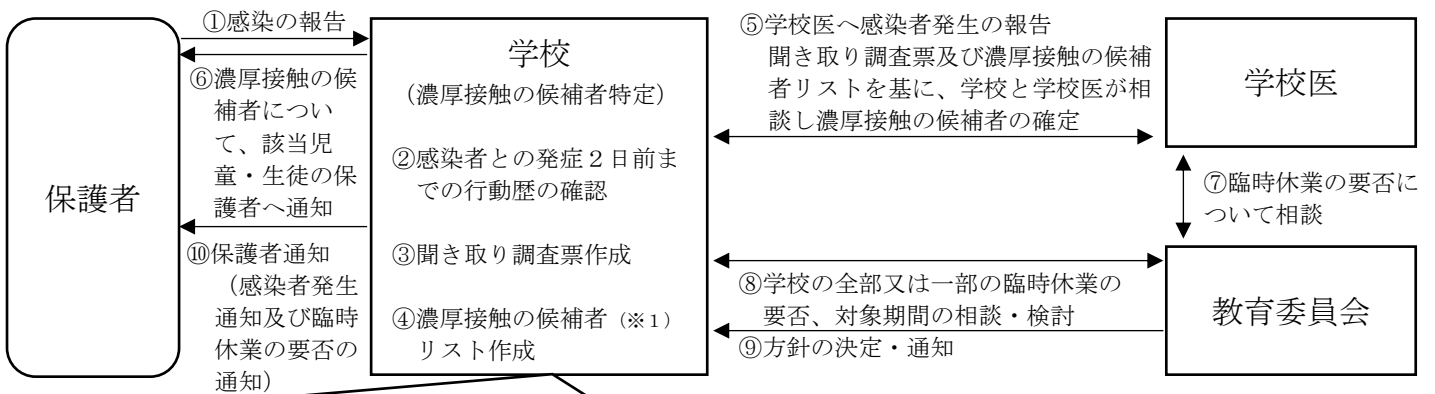 保護者
①感染の報告
⑥濃厚接触の候
補者につい
て、該当児
童・生徒の保
護者へ通知
⑩保護者通知
（感染者発生
通知及び臨時
休業の要否の
通知）
学校
（濃厚接触の候補者特定）
②感染者との発症２日前ま
での行動歴の確認
③聞き取り調査票作成
④濃厚接触の候補者（※１）
リスト作成
⑤学校医へ感染者発生の報告
聞き取り調査票及び濃厚接触の候補
者リストを基に、学校と学校医が相
談し濃厚接触の候補者の確定
学校医
⑦臨時休業の要否に
ついて相談
⑧学校の全部又は一部の臨時休業の
要否、対象期間の相談・検討
⑨方針の決定・通知
教育委員会